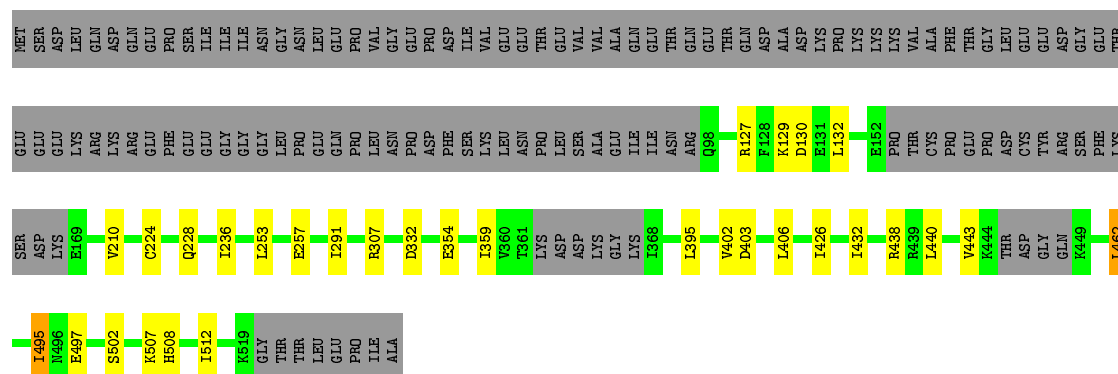 MET SER ASP LEU GLN ASP GLN GLU PRO SER ILE ILE ILE ASN GLY ASN LEU GLU PRO VAL GLY GLU PRO ASP ILE VAL GLU GLU THR GLU VAL VAL ALA GLN GLU THR GLN GLU THR GLN ASP ALA ASP LYS PRO LYS LYS LYS VAL ALA PHE THR GLY LEU GLU GLU ASP GLY GLU THR
GLU GLU GLU LYS ARG LYS ARG GLU PHE GLU GLU GLY GLY GLY LEU PRO GLU GLN PRO LEU ASN PRO ASP PHE SER LYS LEU ASN PRO LEU SER ALA GLU ILE ILE ASN ARG Q98 R127 F128 K129 D130 E131 L132 E152 PRO THR CYS PRO GLU PRO ASP CYS TYR ARG SER PHE LYS
SER ASP LYS E169 V210 C224 Q228 I236 L253 E257 I291 R307 D332 E354 I359 V360 T361 LYS ASP ASP LYS GLY LYS I368 L395 V402 D403 L406 I426 I432 R438 R439 L440 V443 K444 THR ASP GLY GLN K449
I495 N496 E497 S502 K507 H508 I512 K519 GLY THR THR LEU GLU PRO ILE ALA